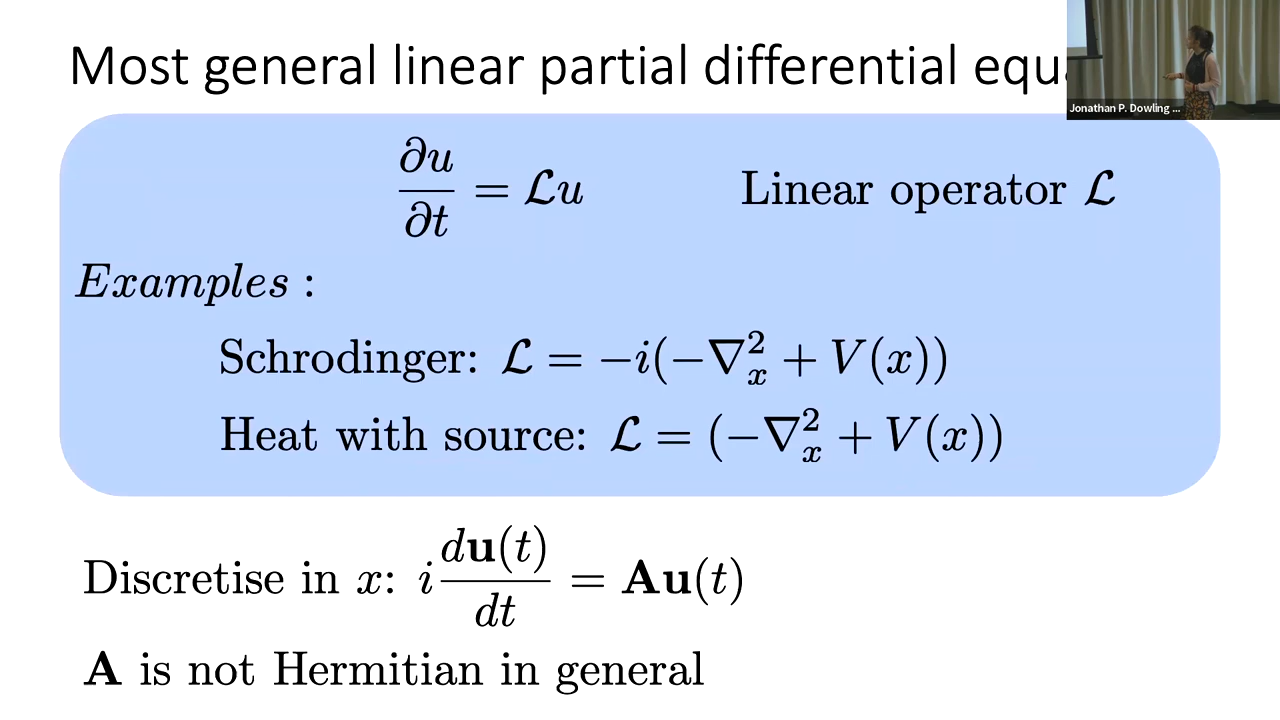 Most general linear partial differential
Jonathan P. Dowling ...
∂u/∂t = ℒu Linear operator ℒ
Examples :
Schrodinger: ℒ = −i(−∇²ₓ + V(x))
Heat with source: ℒ = (−∇²ₓ + V(x))
Discretise in x: i d𝐮(t)/dt = 𝐀𝐮(t)
𝐀 is not Hermitian in general